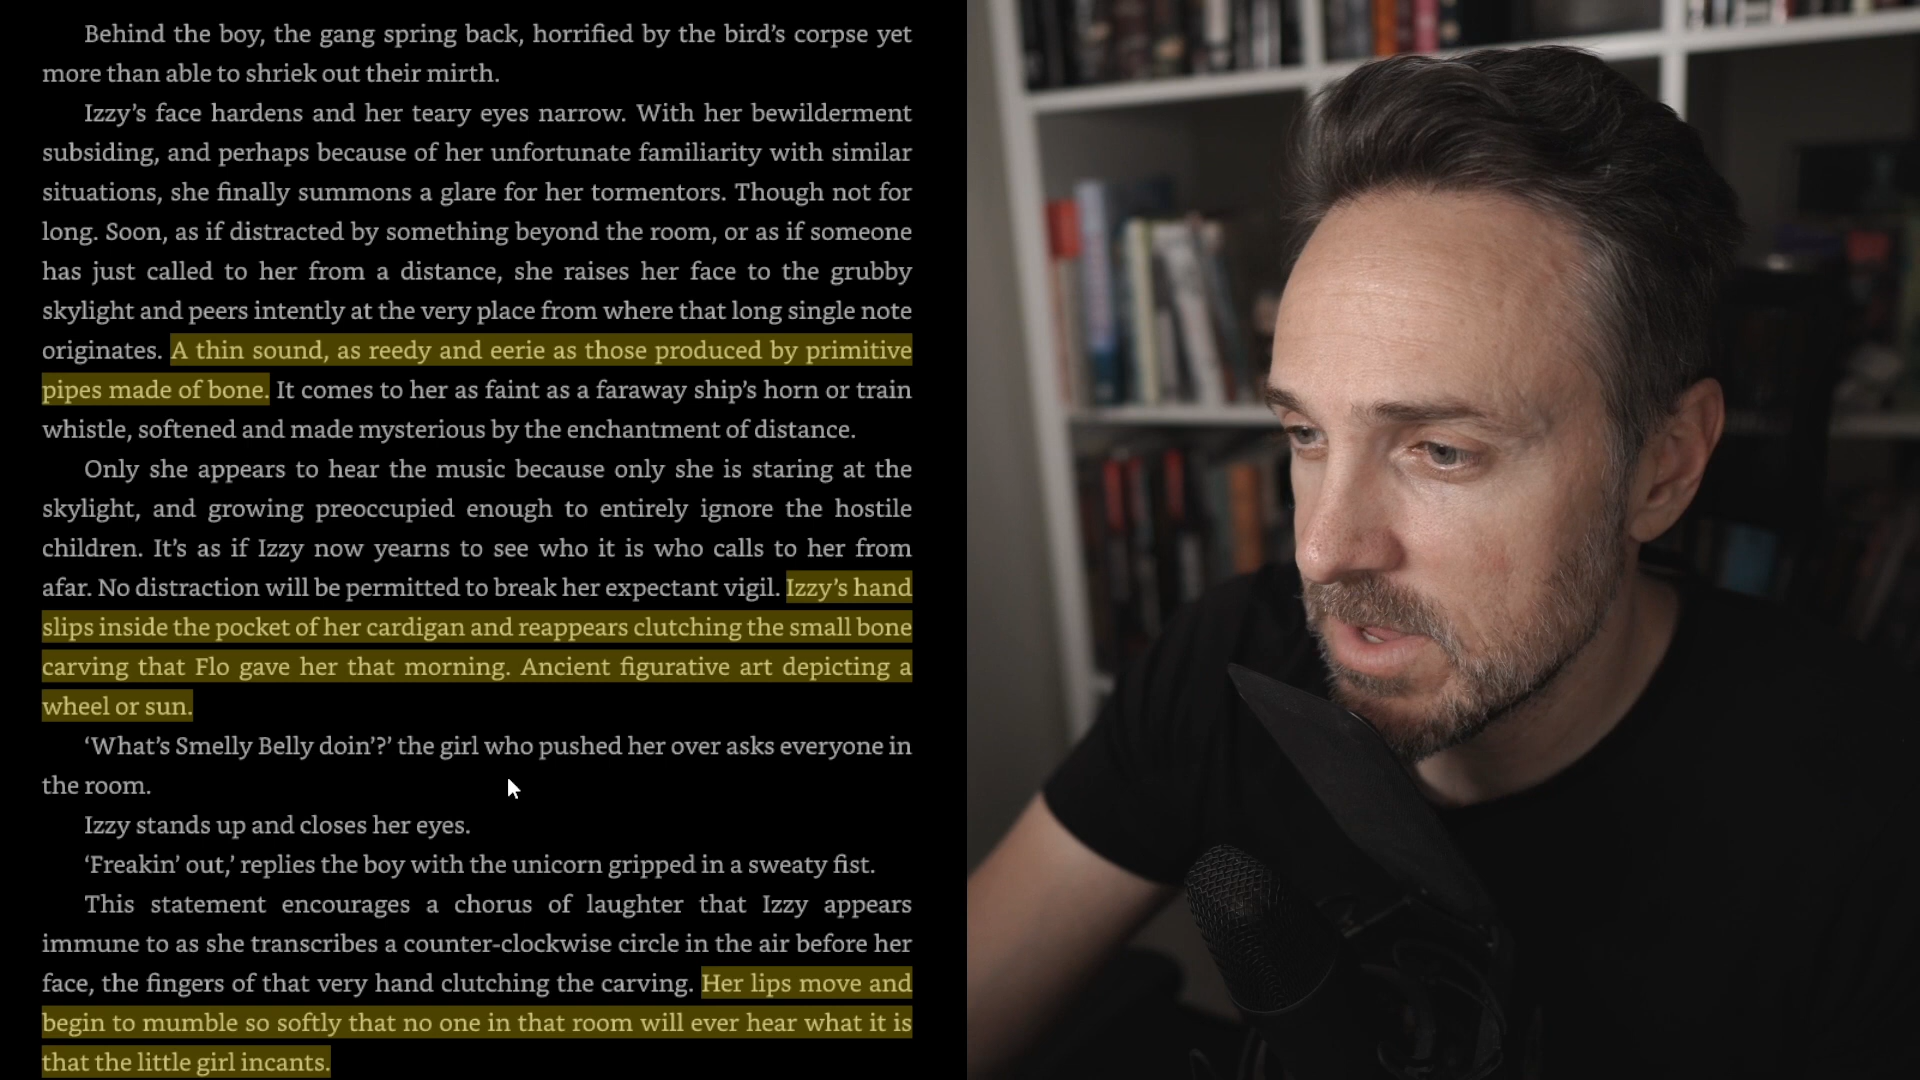 Behind the boy, the gang spring back, horrified by the bird’s corpse yet
more than able to shriek out their mirth.
Izzy’s face hardens and her teary eyes narrow. With her bewilderment
subsiding, and perhaps because of her unfortunate familiarity with similar
situations, she finally summons a glare for her tormentors. Though not for
long. Soon, as if distracted by something beyond the room, or as if someone
has just called to her from a distance, she raises her face to the grubby
skylight and peers intently at the very place from where that long single note
originates. A thin sound, as reedy and eerie as those produced by primitive
pipes made of bone. It comes to her as faint as a faraway ship’s horn or train
whistle, softened and made mysterious by the enchantment of distance.
Only she appears to hear the music because only she is staring at the
skylight, and growing preoccupied enough to entirely ignore the hostile
children. It’s as if Izzy now yearns to see who it is who calls to her from
afar. No distraction will be permitted to break her expectant vigil. Izzy’s hand
slips inside the pocket of her cardigan and reappears clutching the small bone
carving that Flo gave her that morning. Ancient figurative art depicting a
wheel or sun.
‘What’s Smelly Belly doin’?’ the girl who pushed her over asks everyone in
the room.
Izzy stands up and closes her eyes.
‘Freakin’ out,’ replies the boy with the unicorn gripped in a sweaty fist.
This statement encourages a chorus of laughter that Izzy appears
immune to as she transcribes a counter-clockwise circle in the air before her
face, the fingers of that very hand clutching the carving. Her lips move and
begin to mumble so softly that no one in that room will ever hear what it is
that the little girl incants.